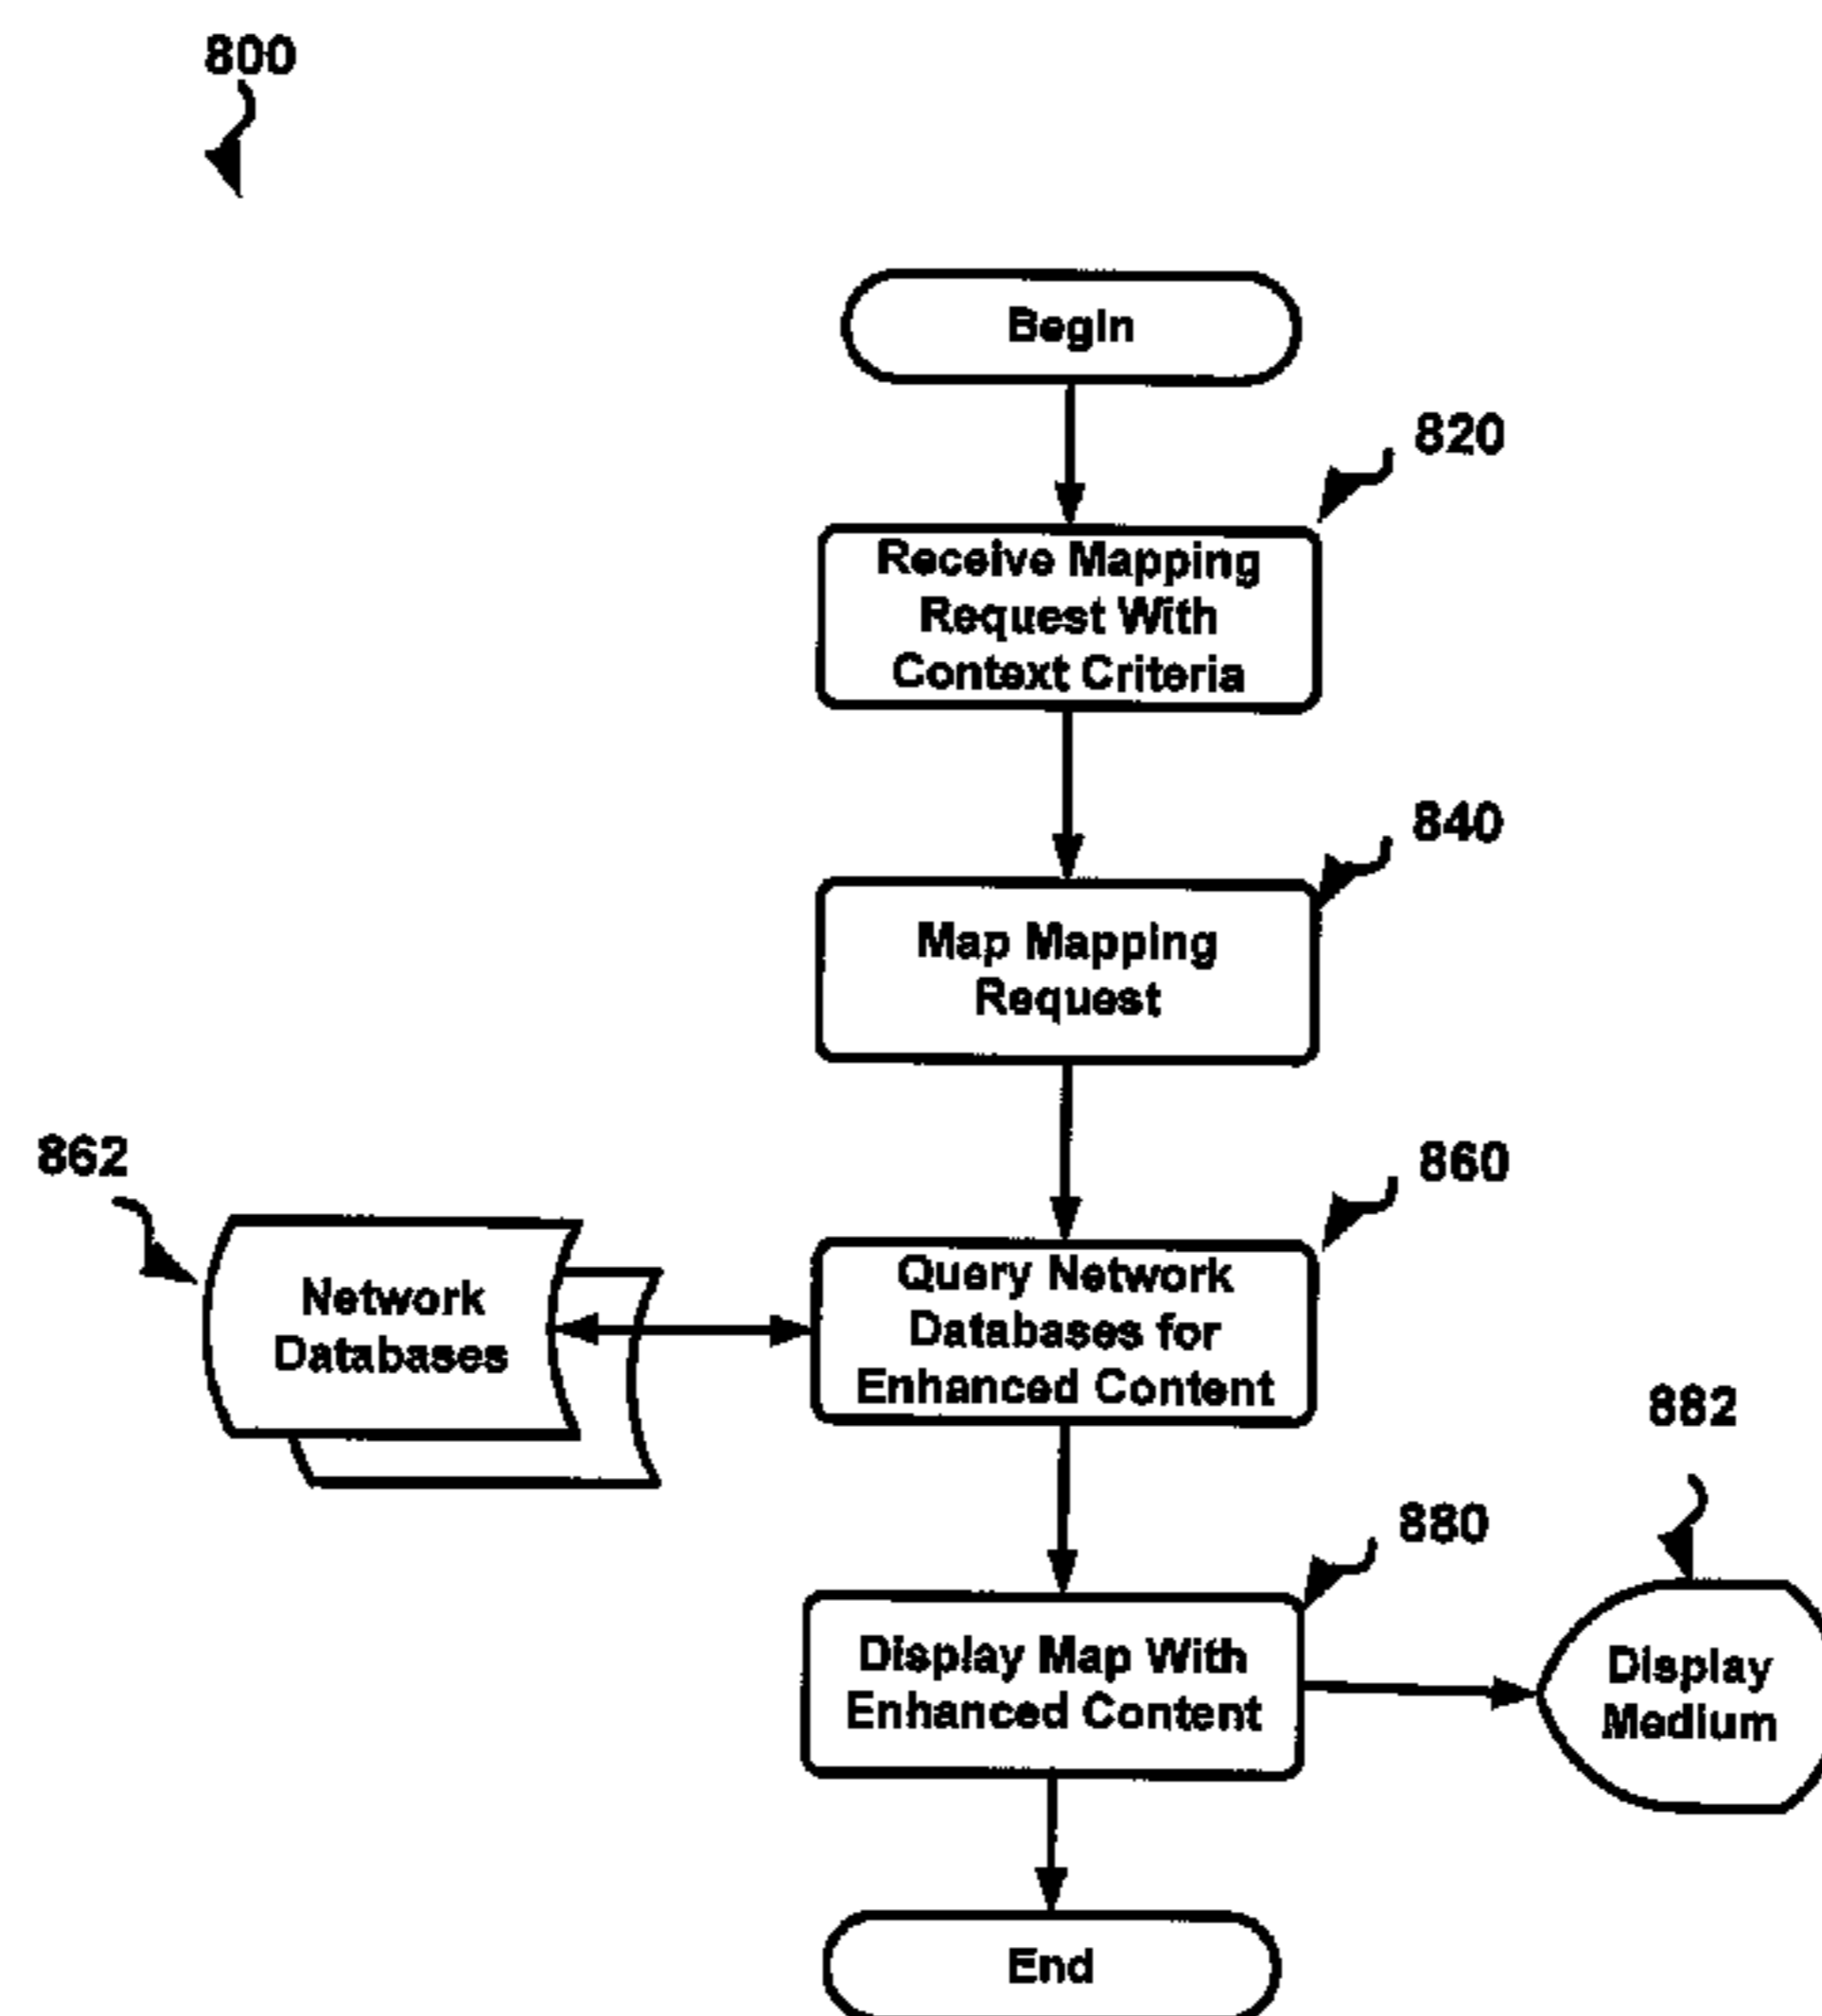 800
Begin
820
Receive Mapping
Request With
Context Criteria
840
Map Mapping
Request
862
860
Network
Databases
Query Network
Databases for
Enhanced Content
882
880
Display Map With
Enhanced Content
Display
Medium
End